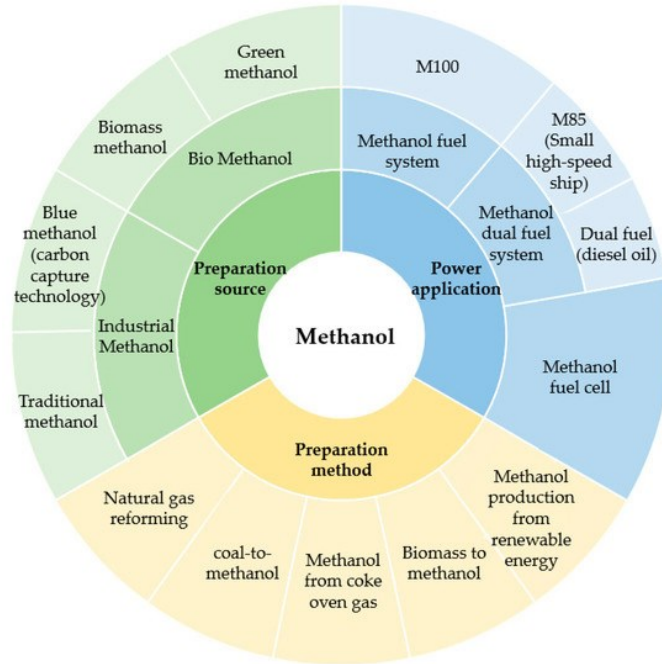 Green
methanol
M100
Biomass
methanol
Bio Methanol
Methanol fuel
system
M85
(Small
high-speed
ship)
Blue
methanol
(carbon
capture
technology)
Preparation
source
Power
application
Methanol
dual fuel
system
Dual fuel
(diesel oil)
Industrial
Methanol
Methanol
Methanol
fuel cell
Traditional
methanol
Preparation
method
Natural gas
reforming
coal-to-
methanol
Methanol
from coke
oven gas
Biomass to
methanol
Methanol
production
from
renewable
energy